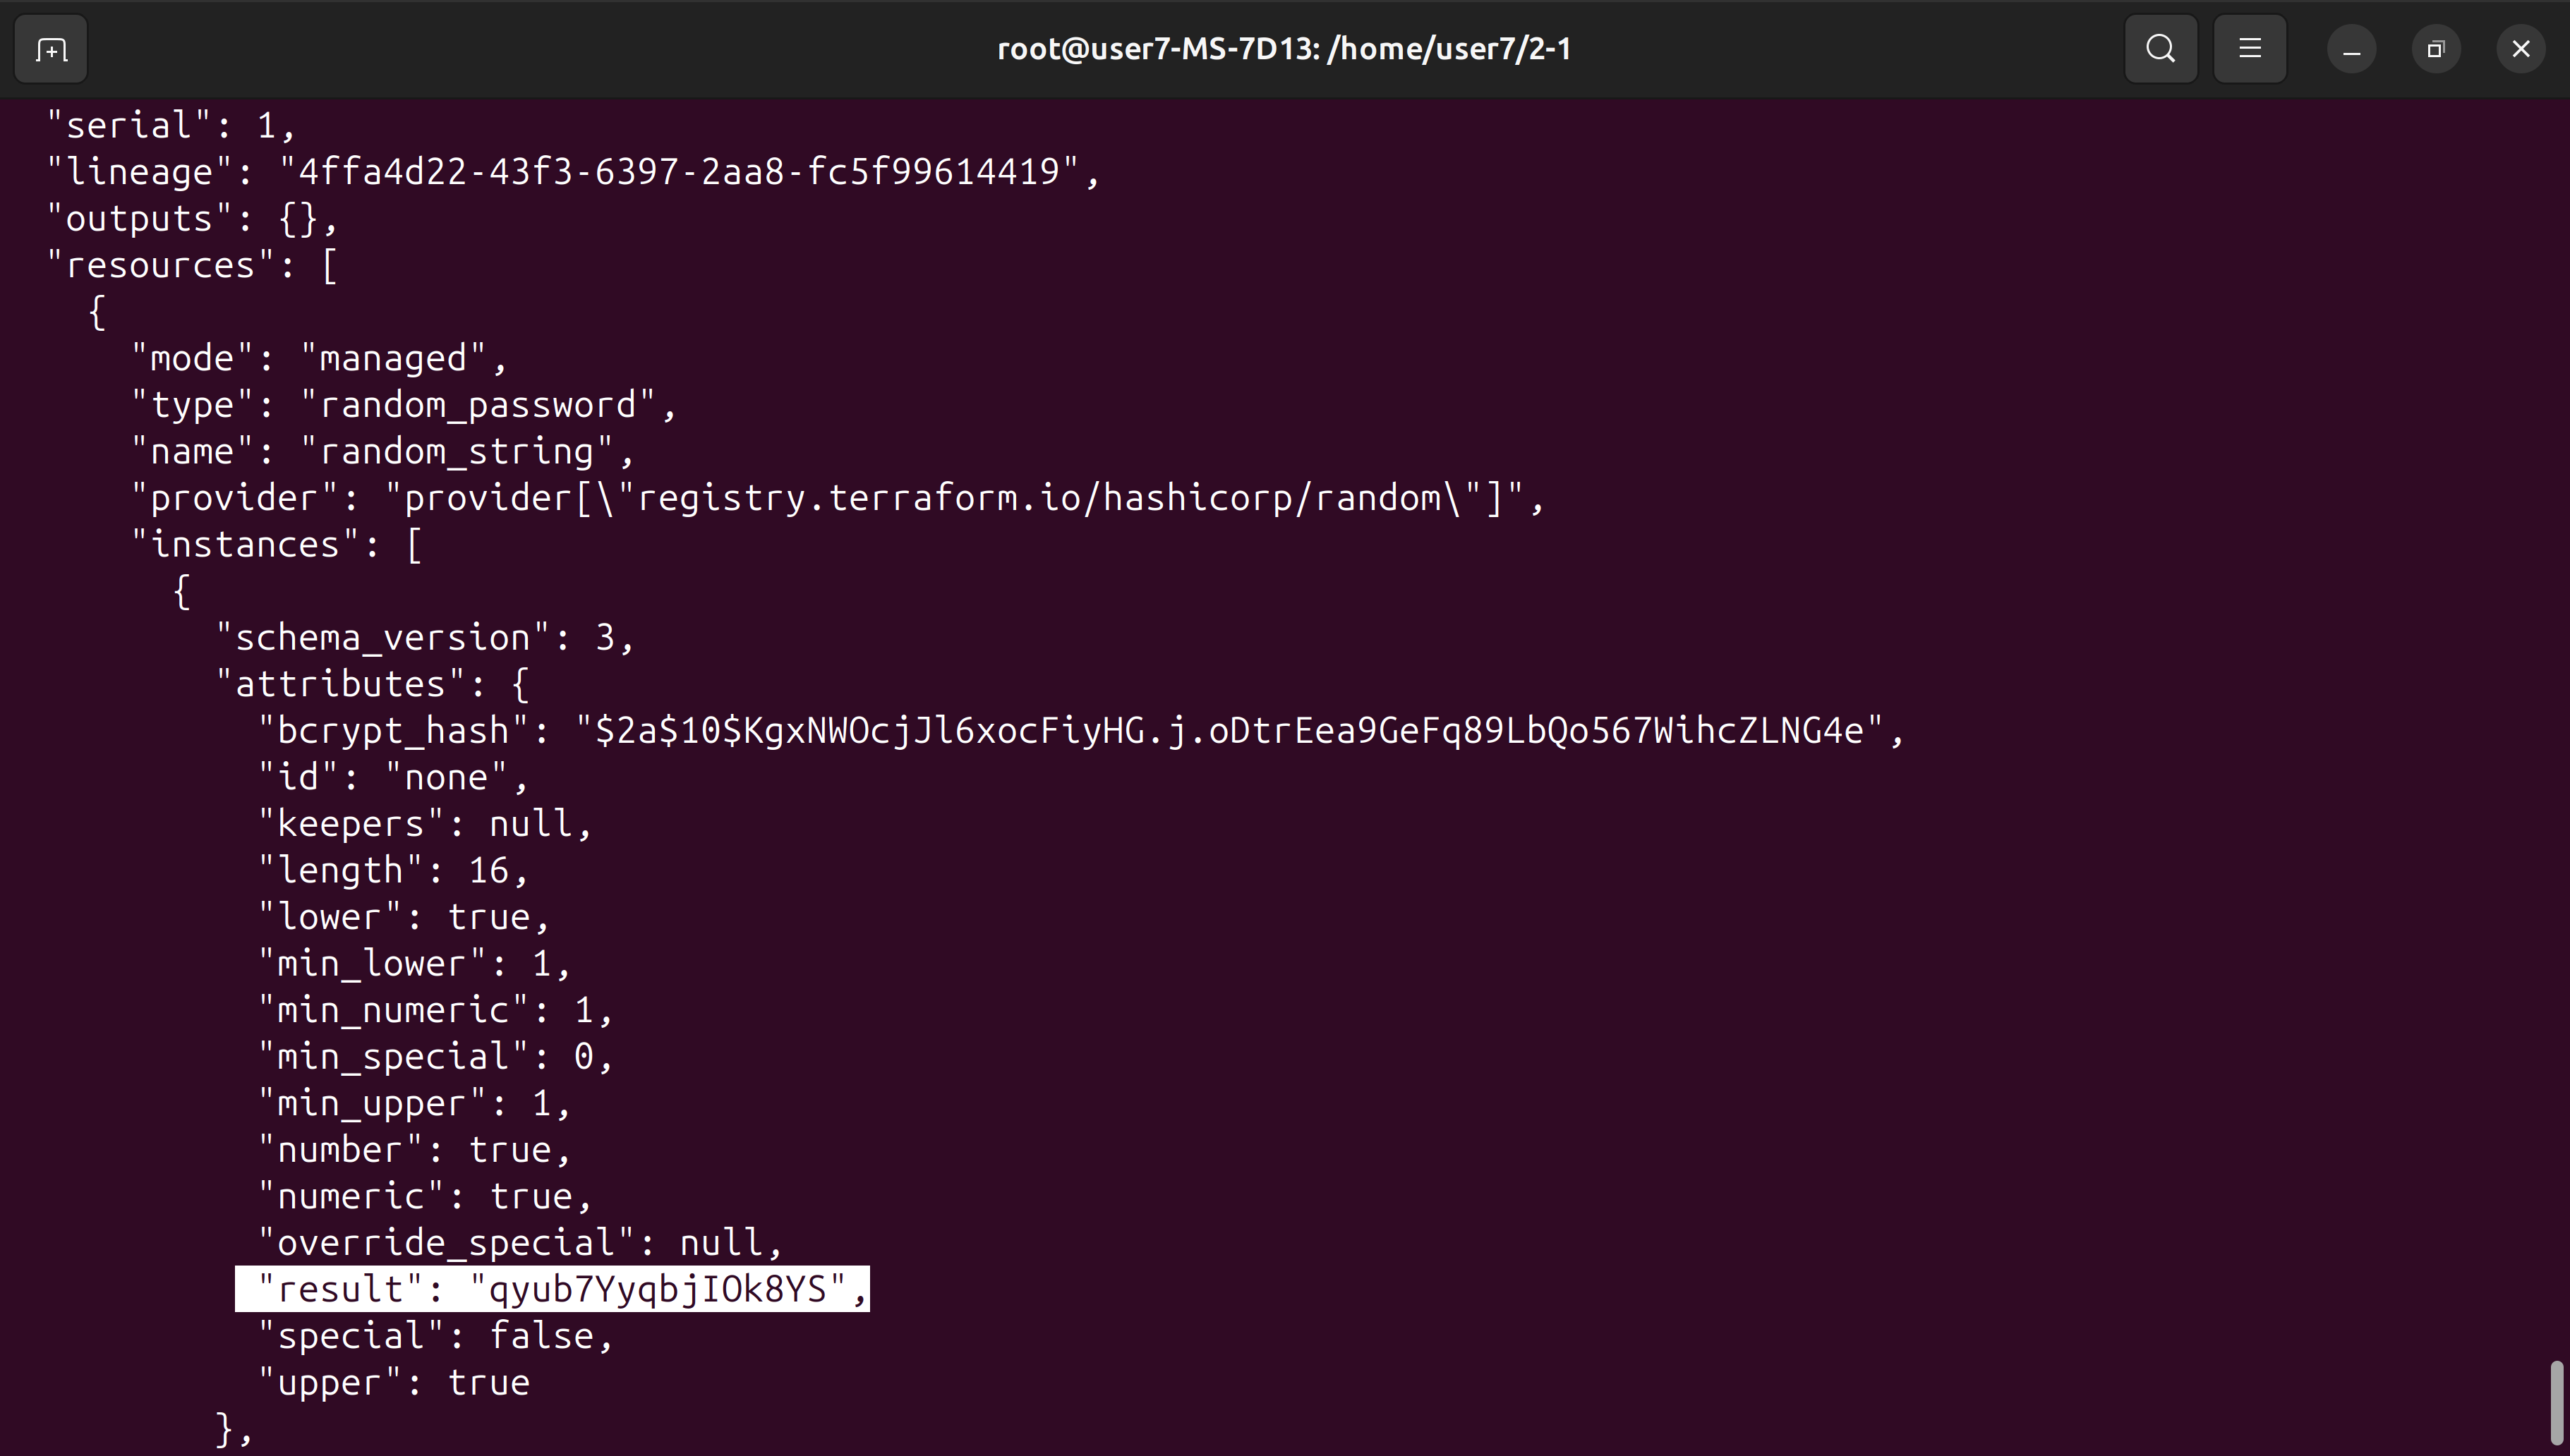 root@user7-MS-7D13: /home/user7/2-1
"serial": 1,
"lineage": "4ffa4d22-43f3-6397-2aa8-fc5f99614419",
"outputs": {},
"resources": [
{
"mode": "managed",
"type": "random_password",
"name": "random_string",
"provider": "provider[\"registry.terraform.io/hashicorp/random\"]",
"instances": [
{
"schema_version": 3,
"attributes": {
"bcrypt_hash": "$2a$10$KgxNWOcjJl6xocFiyHG.j.oDtrEea9GeFq89LbQo567WihcZLNG4e",
"id": "none",
"keepers": null,
"length": 16,
"lower": true,
"min_lower": 1,
"min_numeric": 1,
"min_special": 0,
"min_upper": 1,
"number": true,
"numeric": true,
"override_special": null,
"result": "qyub7YyqbjIOk8YS",
"special": false,
"upper": true
},